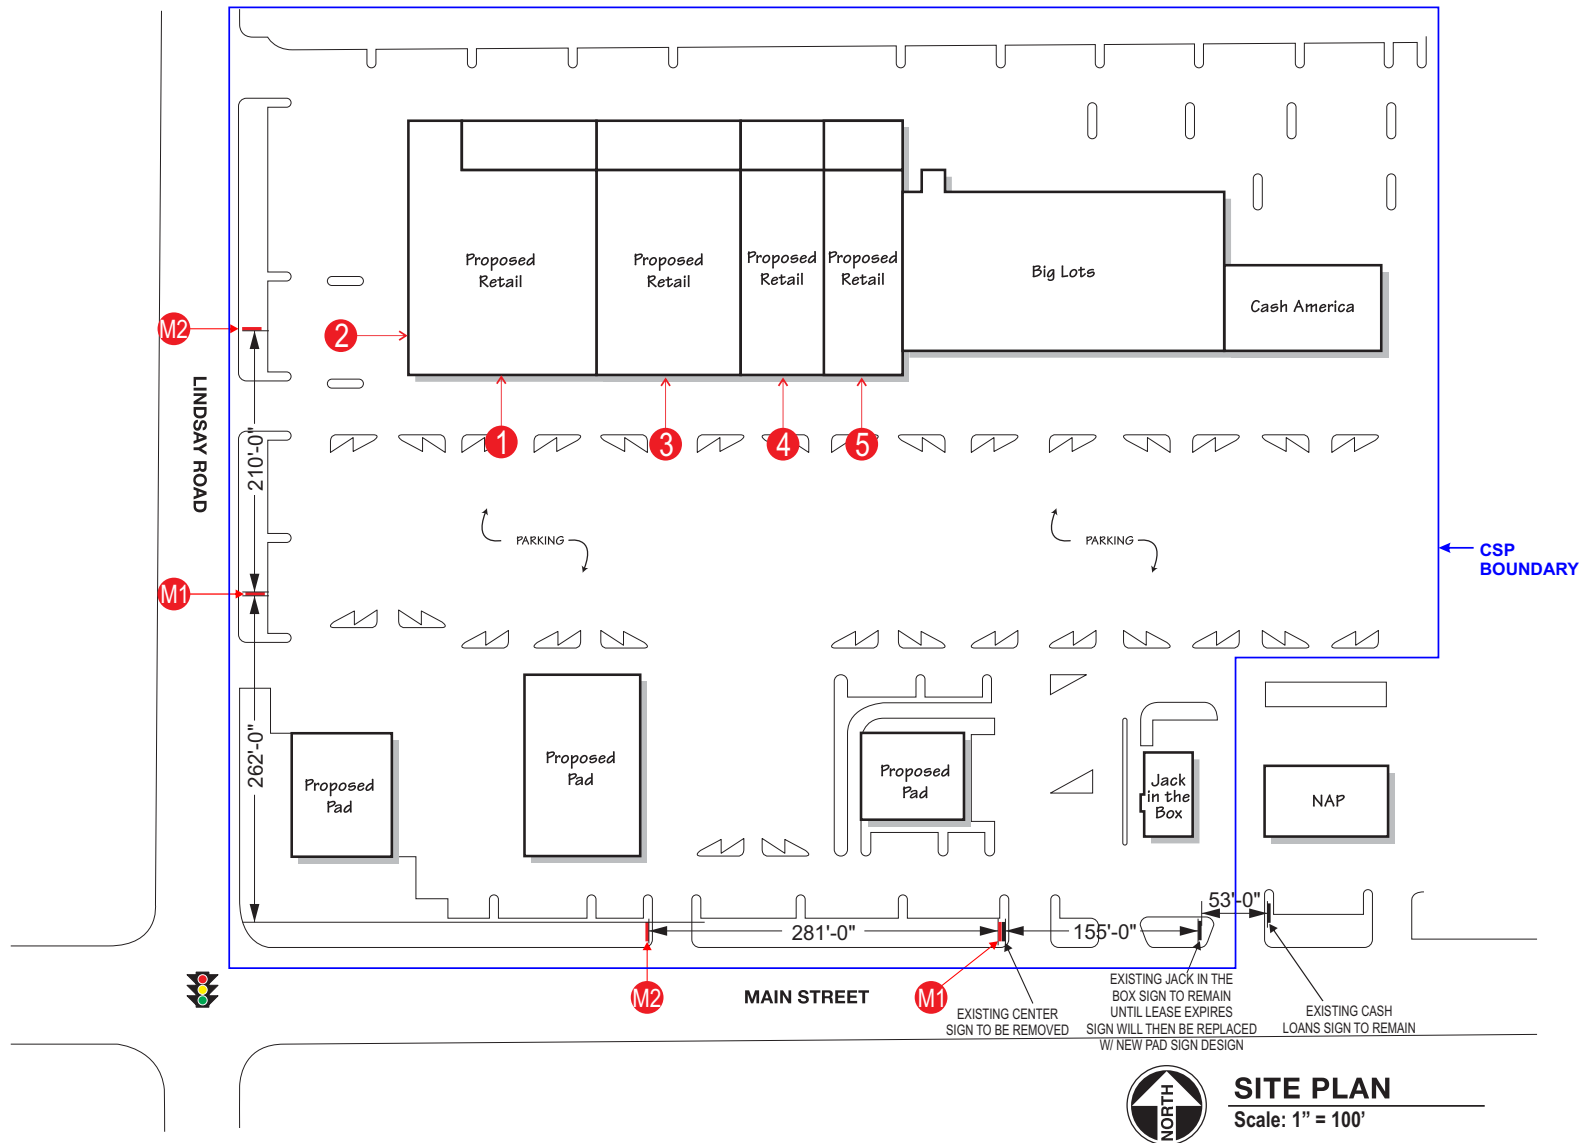 Proposed
Retail
Proposed
Retail
Proposed
Retail
Proposed
Retail
Big Lots
Cash America
M2
2
1
3
4
5
LINDSAY ROAD
210'-0"
PARKING
PARKING
CSP
BOUNDARY
M1
262'-0"
Proposed
Pad
Proposed
Pad
Proposed
Pad
Jack
in the
Box
NAP
53'-0"
281'-0"
155'-0"
M2
MAIN STREET
M1
EXISTING CENTER
SIGN TO BE REMOVED
EXISTING JACK IN THE
BOX SIGN TO REMAIN
UNTIL LEASE EXPIRES
SIGN WILL THEN BE REPLACED
W/ NEW PAD SIGN DESIGN
EXISTING CASH
LOANS SIGN TO REMAIN
NORTH
SITE PLAN
Scale: 1” = 100’